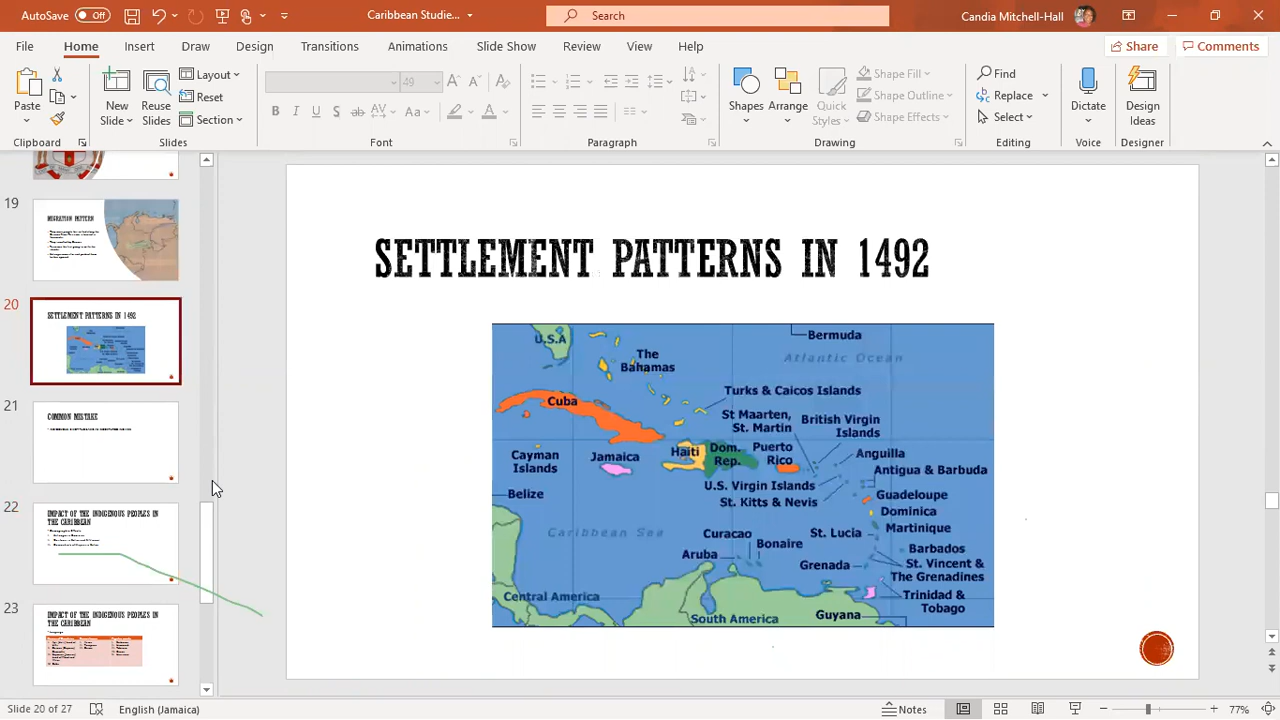 AutoSave Off
Caribbean Studie...
Search
Candia Mitchell-Hall
File Home Insert Draw Design Transitions Animations Slide Show Review View Help
Share Comments
Paste
New Slide
Reuse Slides
Layout
Reset
Section
49
Shapes
Arrange
Quick Styles
Shape Fill
Shape Outline
Shape Effects
Find
Replace
Select
Dictate
Design Ideas
Clipboard Slides Font Paragraph Drawing Editing Voice Designer
19
MIGRATION PATTERN
20
SETTLEMENT PATTERNS IN 1492
21
COMMON MISTAKE
22
IMPACT OF THE INDIGENOUS PEOPLES IN
THE CARIBBEAN
23
IMPACT OF THE INDIGENOUS PEOPLES IN
THE CARIBBEAN
SETTLEMENT PATTERNS IN 1492
U.S.A
Bermuda
Atlantic Ocean
The
Bahamas
Turks & Caicos Islands
Cuba
St Maarten,
St. Martin
British Virgin
Islands
Cayman
Islands
Jamaica
Haiti
Dom.
Rep.
Puerto
Rico
Anguilla
Antigua & Barbuda
U.S. Virgin Islands
St. Kitts & Nevis
Guadeloupe
Dominica
Martinique
Belize
Caribbean Sea
Curacao
Bonaire
Aruba
St. Lucia
Barbados
Grenada
St. Vincent &
The Grenadines
Central America
South America
Guyana
Trinidad &
Tobago
Slide 20 of 27 English (Jamaica) Notes 77%